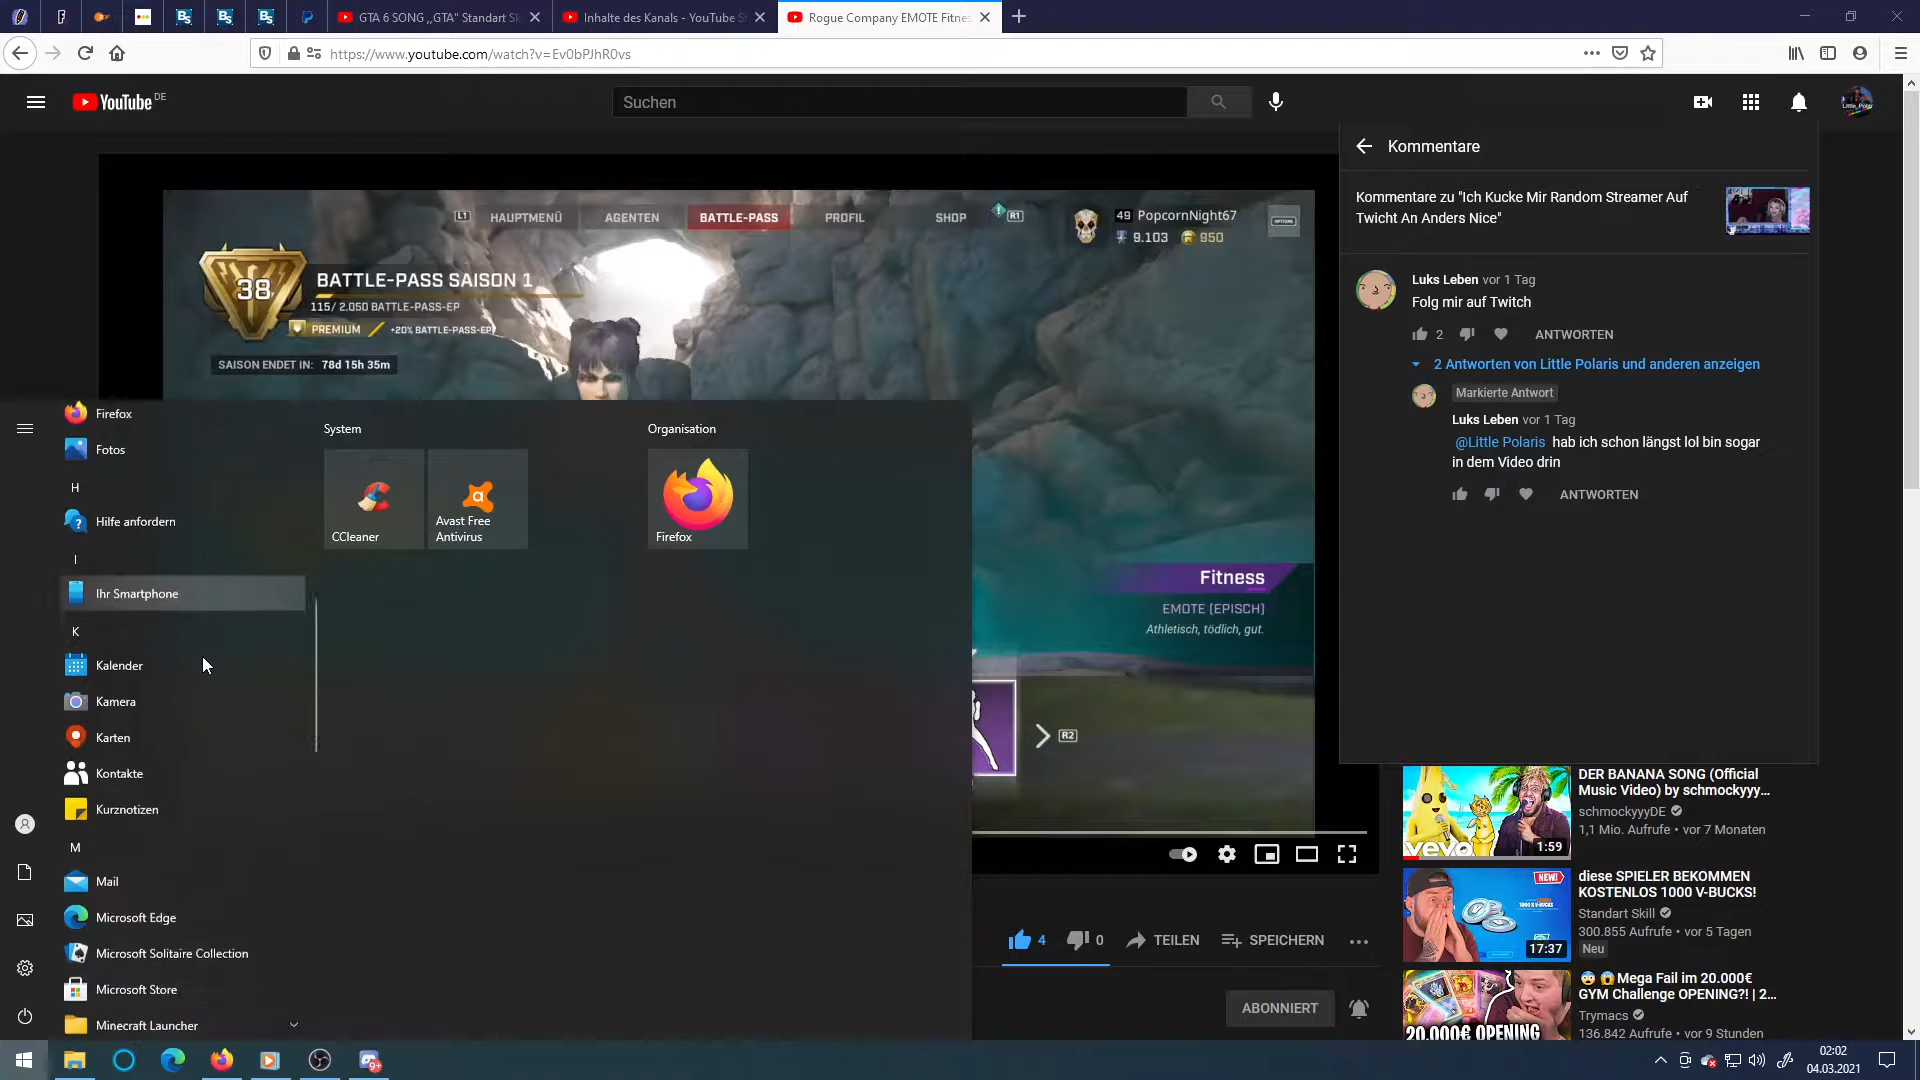 GTA 6 SONG ,,GTA" Standart Sk
Inhalte des Kanals - YouTube S
Rogue Company EMOTE Fitnes
https://www.youtube.com/watch?v=Ev0bPJhR0vs
YouTube DE
Suchen
Kommentare
Kommentare zu "Ich Kucke Mir Random Streamer Auf
Twicht An Anders Nice"
Luks Leben vor 1 Tag
Folg mir auf Twitch
2
ANTWORTEN
2 Antworten von Little Polaris und anderen anzeigen
Markierte Antwort
Luks Leben vor 1 Tag
@Little Polaris hab ich schon längst lol bin sogar
in dem Video drin
ANTWORTEN
L1 HAUPTMENÜ AGENTEN BATTLE-PASS PROFIL SHOP R1
49 PopcornNight67
9.103 950
OPTIONS
38
BATTLE-PASS SAISON 1
115/ 2,050 BATTLE-PASS-EP
PREMIUM +20% BATTLE-PASS-EP
SAISON ENDET IN: 78d 15h 35m
Fitness
EMOTE [EPISCH]
Athletisch, tödlich, gut.
R2
Firefox
Fotos
H
Hilfe anfordern
I
Ihr Smartphone
K
Kalender
Kamera
Karten
Kontakte
Kurznotizen
M
Mail
Microsoft Edge
Microsoft Solitaire Collection
Microsoft Store
Minecraft Launcher
System
CCleaner
Avast Free
Antivirus
Organisation
Firefox
4
0
TEILEN
SPEICHERN
ABONNIERT
DER BANANA SONG (Official
Music Video) by schmockyyy...
schmockyyyDE
1,1 Mio. Aufrufe • vor 7 Monaten
vevo
1:59
diese SPIELER BEKOMMEN
KOSTENLOS 1000 V-BUCKS!
Standart Skill
300.855 Aufrufe • vor 5 Tagen
Neu
NEW!
17:37
Mega Fail im 20.000€
GYM Challenge OPENING?! | 2...
Trymacs
136.842 Aufrufe • vor 9 Stunden
20.000€ OPENING
9+
02:02
04.03.2021